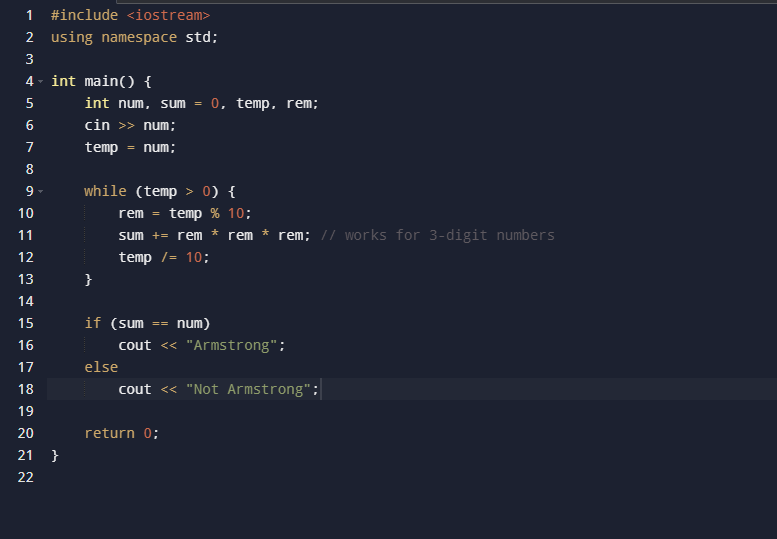 1 #include <iostream>
2 using namespace std;
3
4 int main() {
5     int num, sum = 0, temp, rem;
6     cin >> num;
7     temp = num;
8
9     while (temp > 0) {
10         rem = temp % 10;
11         sum += rem * rem * rem; // works for 3-digit numbers
12         temp /= 10;
13     }
14
15     if (sum == num)
16         cout << "Armstrong";
17     else
18         cout << "Not Armstrong";
19
20     return 0;
21 }
22